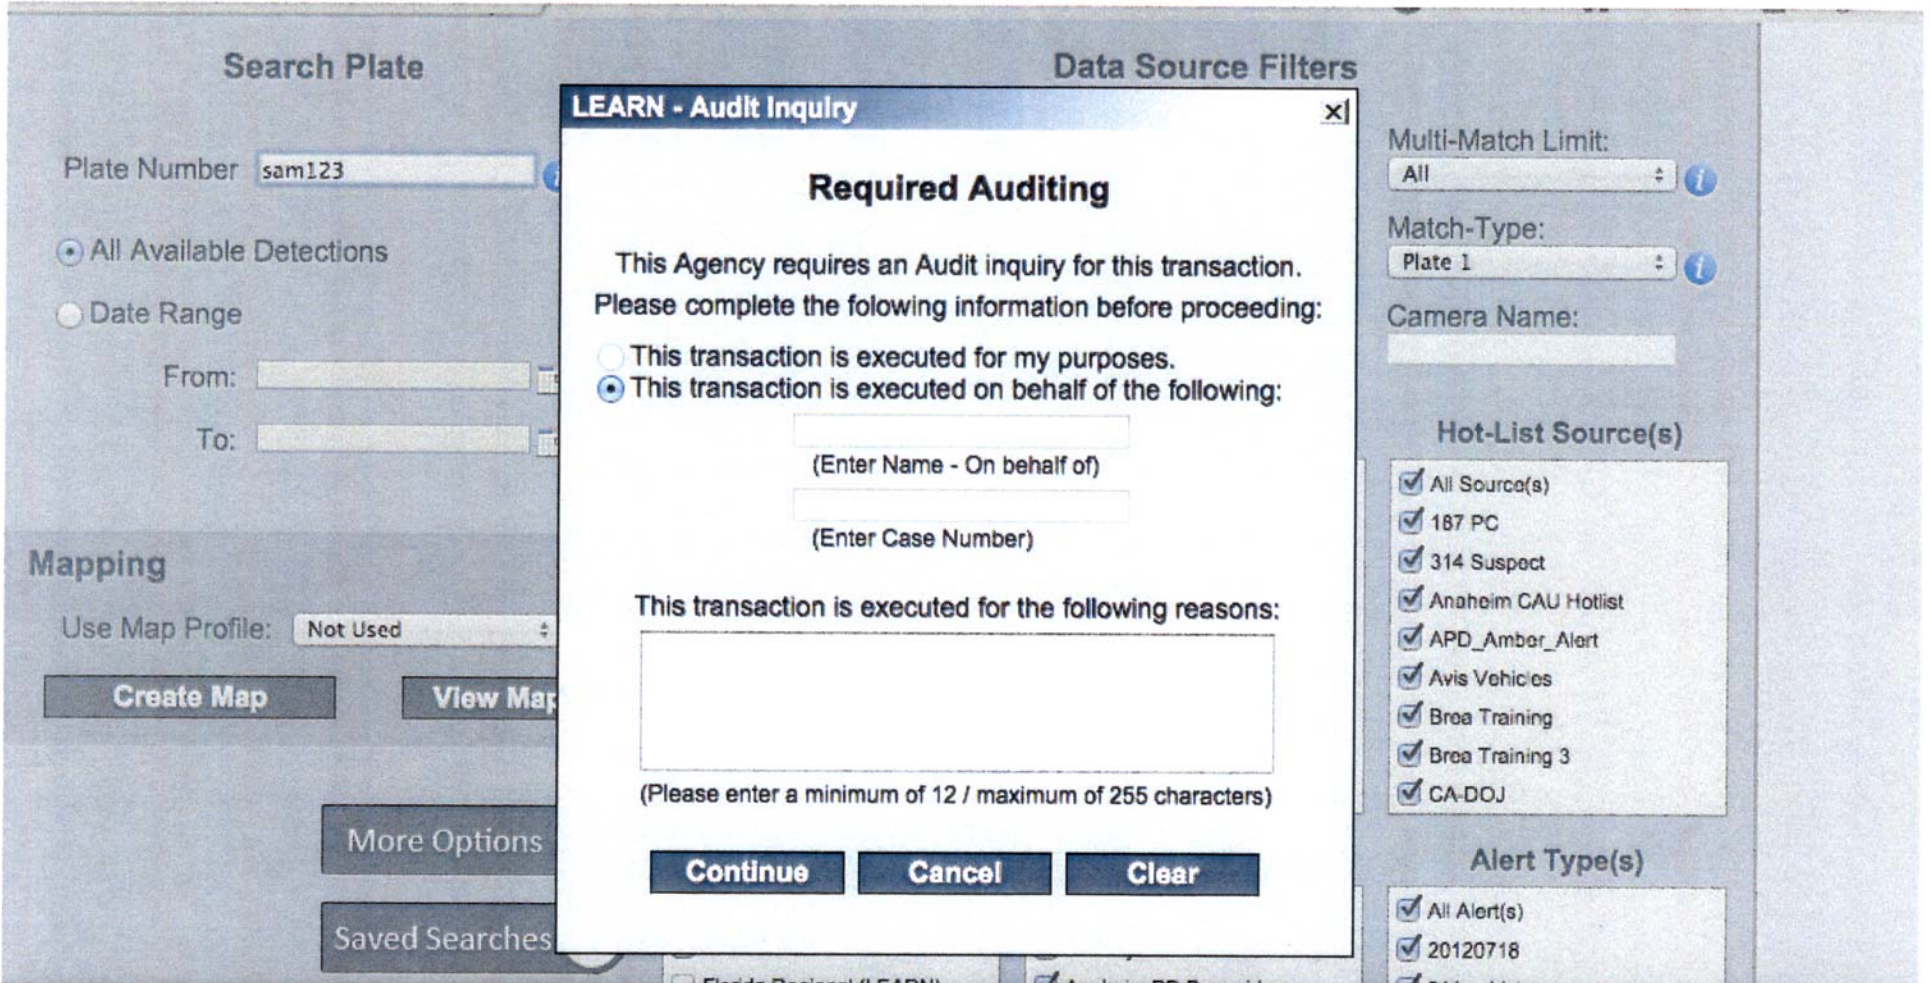 Search Plate
Data Source Filters
Plate Number sam123
All Available Detections
Date Range
From:
To:
Mapping
Use Map Profile: Not Used
Create Map
View Map
More Options
Saved Searches
LEARN - Audit Inquiry
Required Auditing
This Agency requires an Audit inquiry for this transaction.
Please complete the folowing information before proceeding:
This transaction is executed for my purposes.
This transaction is executed on behalf of the following:
(Enter Name - On behalf of)
(Enter Case Number)
This transaction is executed for the following reasons:
(Please enter a minimum of 12 / maximum of 255 characters)
Continue
Cancel
Clear
Multi-Match Limit:
All
Match-Type:
Plate 1
Camera Name:
Hot-List Source(s)
All Source(s)
187 PC
314 Suspect
Anaheim CAU Hotlist
APD_Amber_Alert
Avis Vehicles
Brea Training
Brea Training 3
CA-DOJ
Alert Type(s)
All Alert(s)
20120718